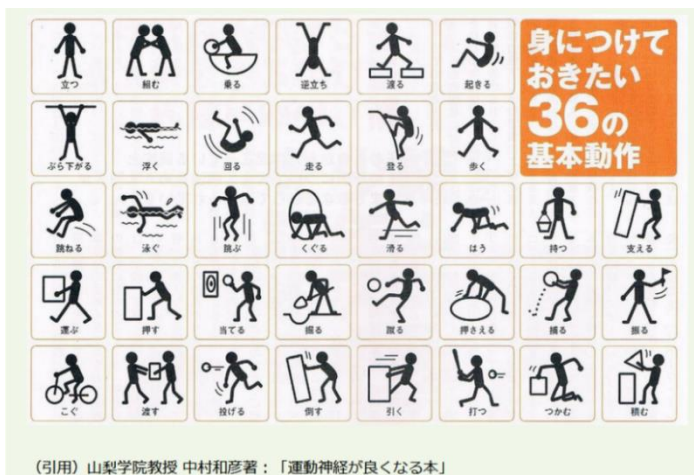 身につけて
おきたい
36の
基本動作
立つ
組む
乗る
逆立ち
渡る
起きる
ぶら下がる
浮く
回る
走る
登る
歩く
跳ねる
泳ぐ
跳ぶ
くぐる
滑る
はう
持つ
支える
運ぶ
押す
当てる
掘る
蹴る
押さえる
捕る
振る
こぐ
渡す
投げる
倒す
引く
打つ
つかむ
積む
（引用）山梨学院教授 中村和彦著：「運動神経が良くなる本」